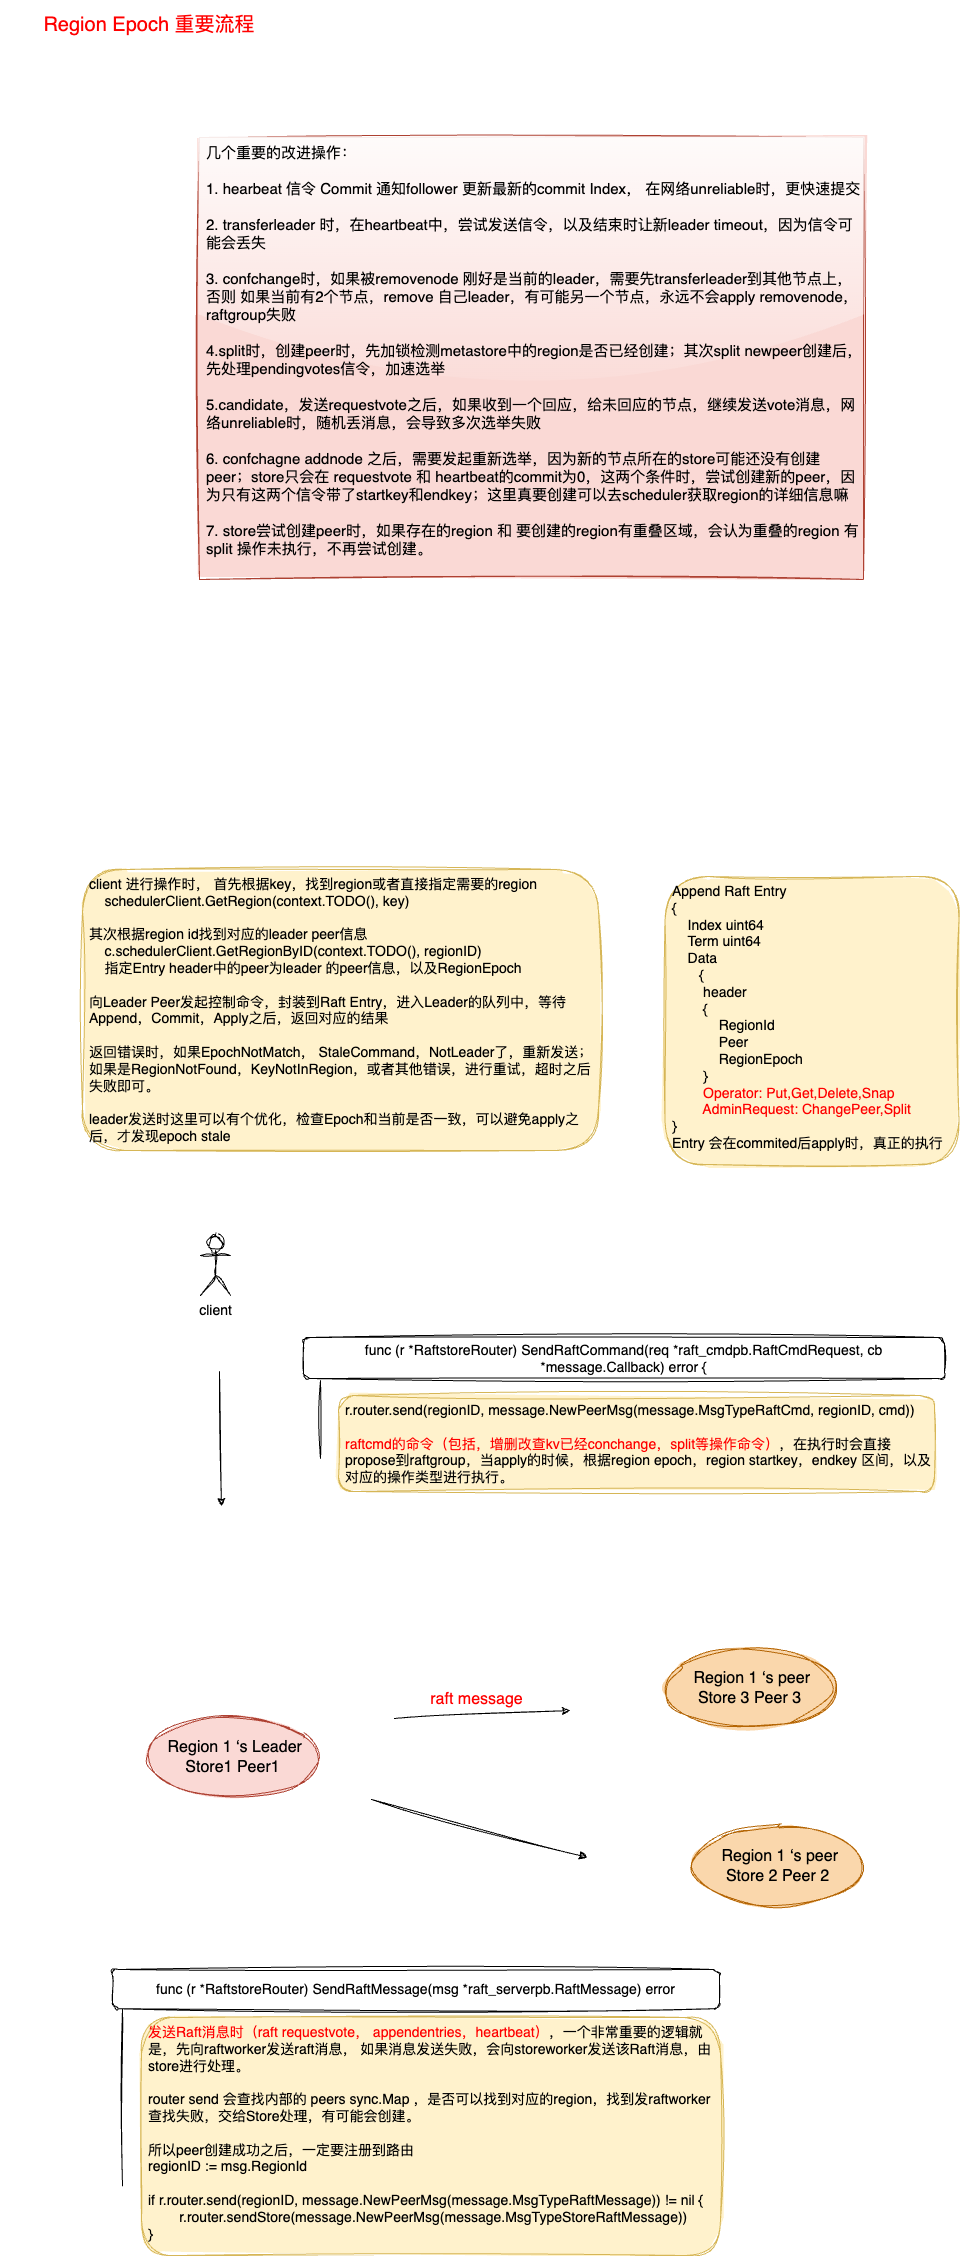 Region Epoch 重要流程
几个重要的改进操作：
1. hearbeat 信令 Commit 通知follower 更新最新的commit Index， 在网络unreliable时，更快速提交
2. transferleader 时，在heartbeat中，尝试发送信令，以及结束时让新leader timeout，因为信令可
能会丢失
3. confchange时，如果被removenode 刚好是当前的leader，需要先transferleader到其他节点上，
否则 如果当前有2个节点，remove 自己leader，有可能另一个节点，永远不会apply removenode，
raftgroup失败
4.split时，创建peer时，先加锁检测metastore中的region是否已经创建；其次split newpeer创建后，
先处理pendingvotes信令，加速选举
5.candidate，发送requestvote之后，如果收到一个回应，给未回应的节点，继续发送vote消息，网
络unreliable时，随机丢消息，会导致多次选举失败
6. confchagne addnode 之后，需要发起重新选举，因为新的节点所在的store可能还没有创建
peer；store只会在 requestvote 和 heartbeat的commit为0，这两个条件时，尝试创建新的peer，因
为只有这两个信令带了startkey和endkey；这里真要创建可以去scheduler获取region的详细信息嘛
7. store尝试创建peer时，如果存在的region 和 要创建的region有重叠区域，会认为重叠的region 有
split 操作未执行，不再尝试创建。
client 进行操作时， 首先根据key，找到region或者直接指定需要的region
schedulerClient.GetRegion(context.TODO(), key)
其次根据region id找到对应的leader peer信息
c.schedulerClient.GetRegionByID(context.TODO(), regionID)
指定Entry header中的peer为leader 的peer信息，以及RegionEpoch
向Leader Peer发起控制命令，封装到Raft Entry，进入Leader的队列中，等待
Append，Commit，Apply之后，返回对应的结果
返回错误时，如果EpochNotMatch， StaleCommand，NotLeader了，重新发送；
如果是RegionNotFound，KeyNotInRegion，或者其他错误，进行重试，超时之后
失败即可。
leader发送时这里可以有个优化，检查Epoch和当前是否一致，可以避免apply之
后，才发现epoch stale
Append Raft Entry
{
Index uint64
Term uint64
Data
{
header
{
RegionId
Peer
RegionEpoch
}
Operator: Put,Get,Delete,Snap
AdminRequest: ChangePeer,Split
}
Entry 会在commited后apply时，真正的执行
client
func (r *RaftstoreRouter) SendRaftCommand(req *raft_cmdpb.RaftCmdRequest, cb
*message.Callback) error {
r.router.send(regionID, message.NewPeerMsg(message.MsgTypeRaftCmd, regionID, cmd))
raftcmd的命令（包括，增删改查kv已经conchange，split等操作命令），在执行时会直接
propose到raftgroup，当apply的时候，根据region epoch，region startkey，endkey 区间，以及
对应的操作类型进行执行。
raft message
Region 1 ‘s peer
Store 3 Peer 3
Region 1 ‘s Leader
Store1 Peer1
Region 1 ‘s peer
Store 2 Peer 2
func (r *RaftstoreRouter) SendRaftMessage(msg *raft_serverpb.RaftMessage) error
发送Raft消息时（raft requestvote， appendentries，heartbeat），一个非常重要的逻辑就
是，先向raftworker发送raft消息， 如果消息发送失败，会向storeworker发送该Raft消息，由
store进行处理。
router send 会查找内部的 peers sync.Map ，是否可以找到对应的region，找到发raftworker
查找失败，交给Store处理，有可能会创建。
所以peer创建成功之后，一定要注册到路由
regionID := msg.RegionId
if r.router.send(regionID, message.NewPeerMsg(message.MsgTypeRaftMessage)) != nil {
r.router.sendStore(message.NewPeerMsg(message.MsgTypeStoreRaftMessage))
}